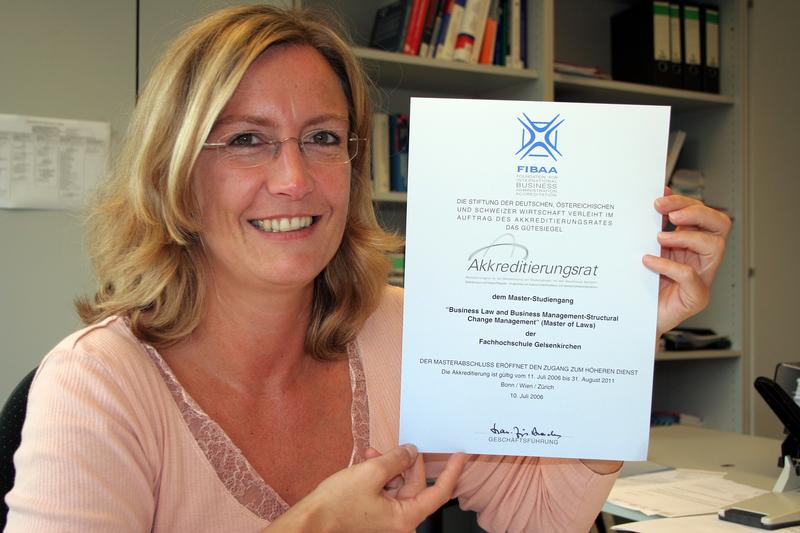 FIBAA
FOUNDATION FOR
INTERNATIONAL
BUSINESS
ADMINISTRATION
ACCREDITATION
DIE STIFTUNG DER DEUTSCHEN, ÖSTERREICHISCHEN
UND SCHWEIZER WIRTSCHAFT VERLEIHT IM
AUFTRAG DES AKKREDITIERUNGSRATES
DAS GÜTESIEGEL
Akkreditierungsrat
dem Master-Studiengang
"Business Law and Business Management-Structural
Change Management" (Master of Laws)
der
Fachhochschule Gelsenkirchen
DER MASTERABSCHLUSS ERÖFFNET DEN ZUGANG ZUM HÖHEREN DIENST
Die Akkreditierung ist gültig vom 11. Juli 2006 bis 31. August 2011
Bonn / Wien / Zürich
10. Juli 2006
GESCHÄFTSFÜHRUNG